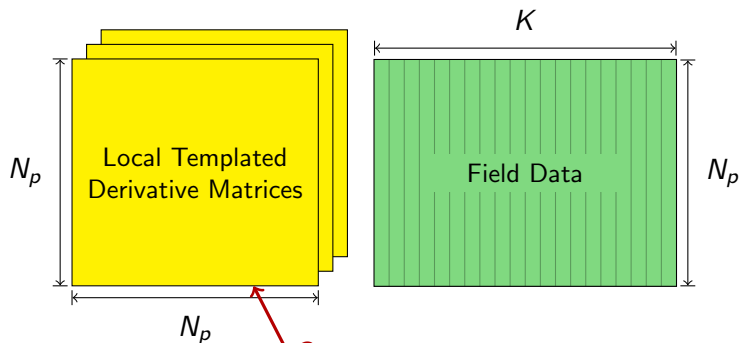 K
N_p
Local Templated
Derivative Matrices
Field Data
N_p
N_p